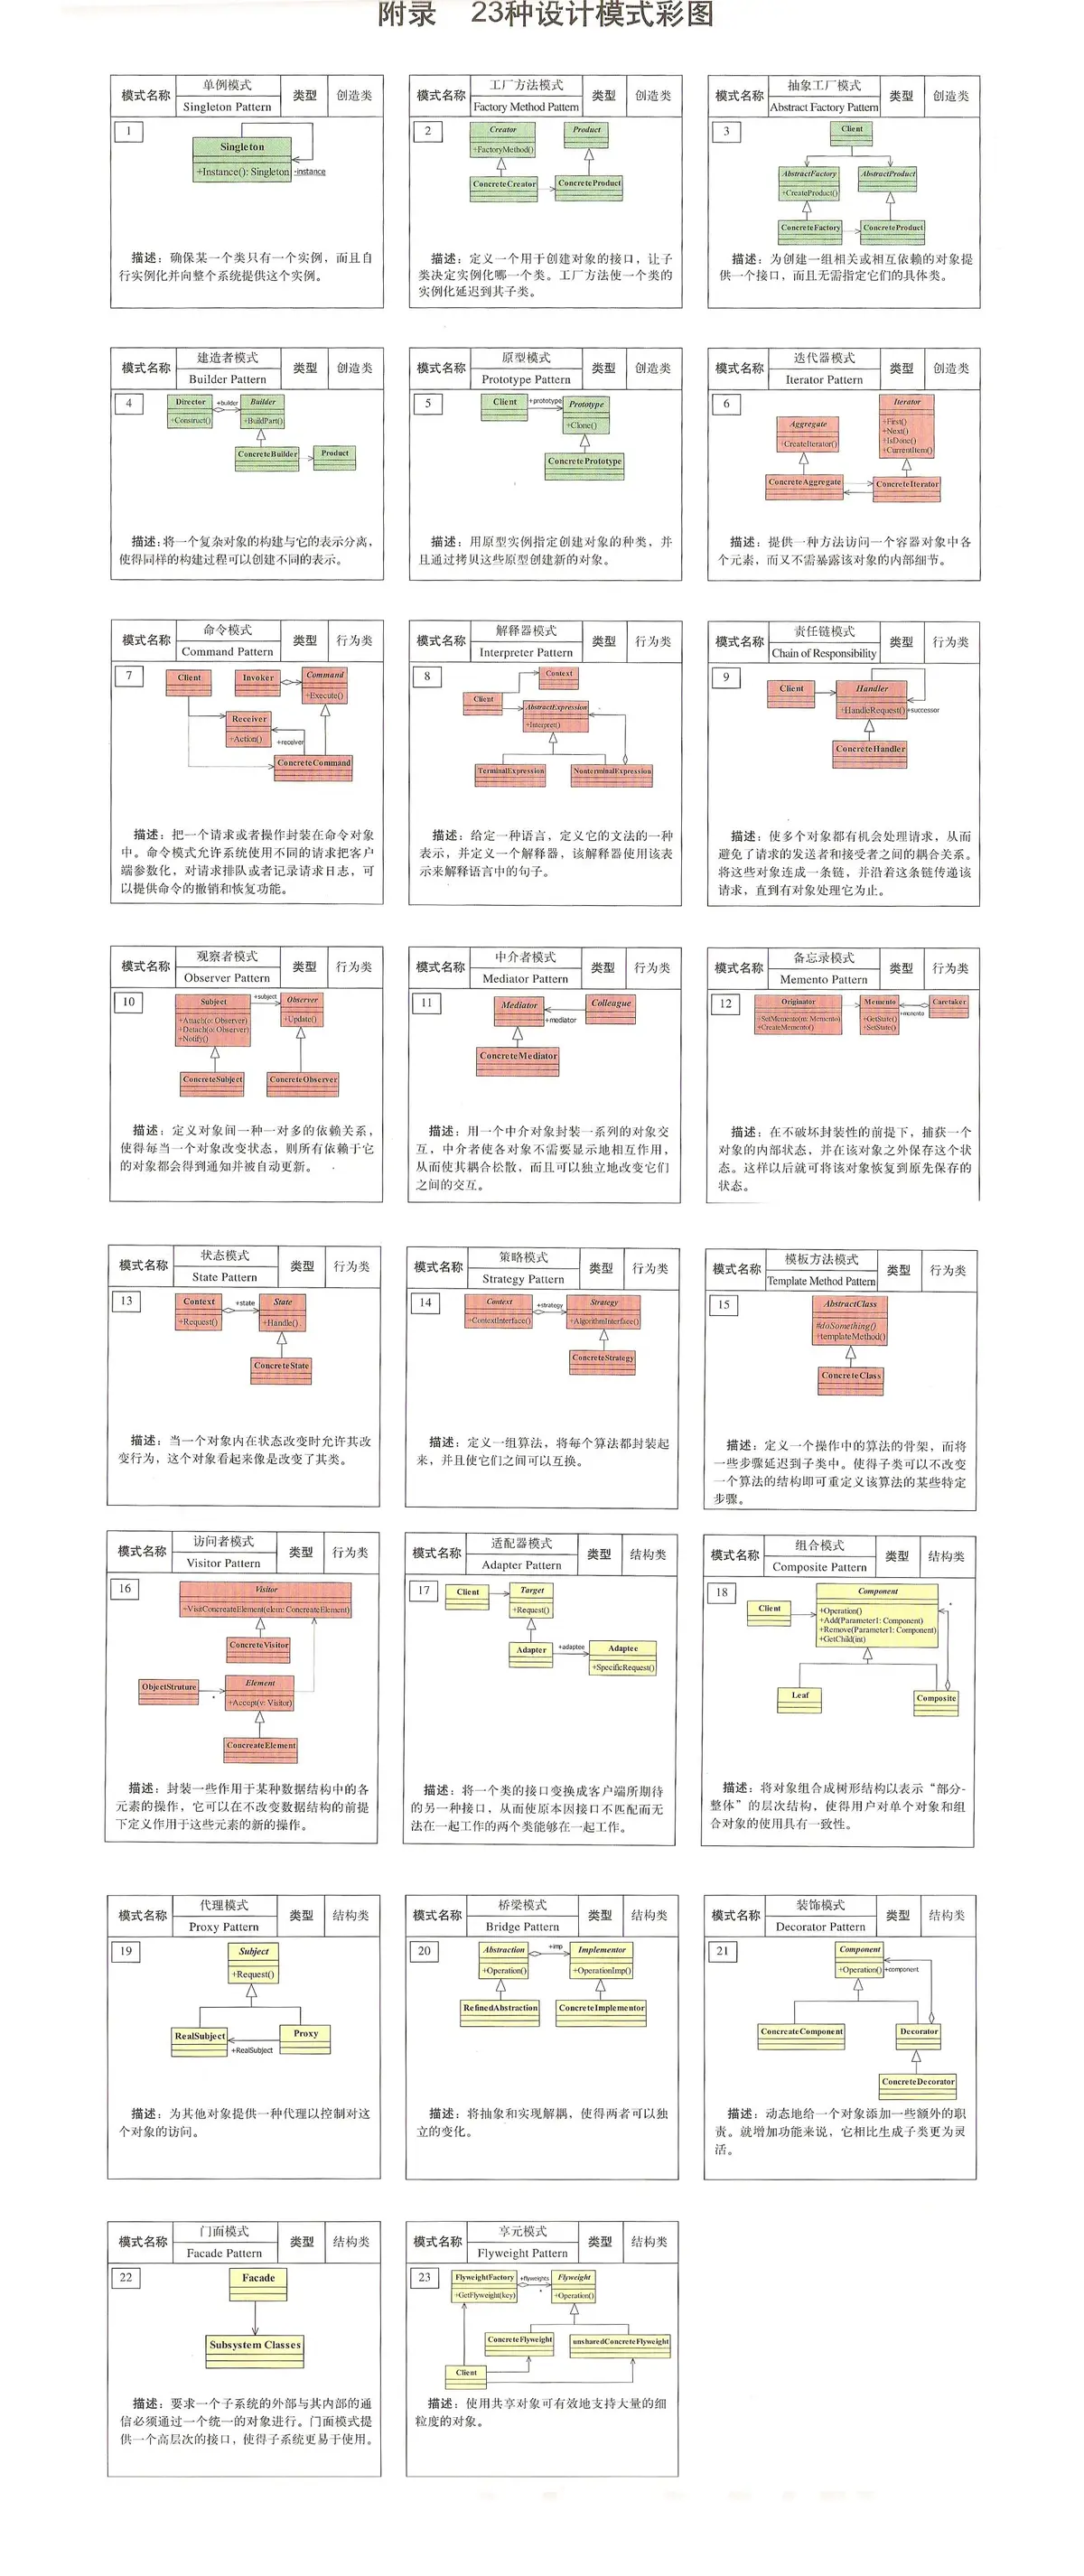 附录 23种设计模式彩图
模式名称
单例模式
Singleton Pattern
类型
创造类
1
Singleton
+Instance(): Singleton
-instance
描述：确保某一个类只有一个实例，而且自
行实例化并向整个系统提供这个实例。
模式名称
工厂方法模式
Factory Method Pattern
类型
创造类
2
Creator
+FactoryMethod()
Product
ConcreteCreator
ConcreteProduct
描述：定义一个用于创建对象的接口，让子
类决定实例化哪一个类。工厂方法使一个类的
实例化延迟到其子类。
模式名称
抽象工厂模式
Abstract Factory Pattern
类型
创造类
3
Client
AbstractFactory
+CreateProduct()
AbstractProduct
ConcreteFactory
ConcreteProduct
描述：为创建一组相关或相互依赖的对象提
供一个接口，而且无需指定它们的具体类。
模式名称
建造者模式
Builder Pattern
类型
创造类
4
Director
+Construct()
+builder
Builder
+BuildPart()
ConcreteBuilder
Product
描述：将一个复杂对象的构建与它的表示分离，
使得同样的构建过程可以创建不同的表示。
模式名称
原型模式
Prototype Pattern
类型
创造类
5
Client
+prototype
Prototype
+Clone()
ConcretePrototype
描述：用原型实例指定创建对象的种类，并
且通过拷贝这些原型创建新的对象。
模式名称
迭代器模式
Iterator Pattern
类型
创造类
6
Aggregate
+CreateIterator()
Iterator
+First()
+Next()
+IsDone()
+CurrentItem()
ConcreteAggregate
ConcreteIterator
描述：提供一种方法访问一个容器对象中各
个元素，而又不需暴露该对象的内部细节。
模式名称
命令模式
Command Pattern
类型
行为类
7
Client
Invoker
Command
+Execute()
Receiver
+Action()
+receiver
ConcreteCommand
描述：把一个请求或者操作封装在命令对象
中。命令模式允许系统使用不同的请求把客户
端参数化，对请求排队或者记录请求日志，可
以提供命令的撤销和恢复功能。
模式名称
解释器模式
Interpreter Pattern
类型
行为类
8
Context
Client
AbstractExpression
+Interpret()
TerminalExpression
NonterminalExpression
描述：给定一种语言，定义它的文法的一种
表示，并定义一个解释器，该解释器使用该表
示来解释语言中的句子。
模式名称
责任链模式
Chain of Responsibility
类型
行为类
9
Client
Handler
+HandleRequest()
+successor
ConcreteHandler
描述：使多个对象都有机会处理请求，从而
避免了请求的发送者和接受者之间的耦合关系。
将这些对象连成一条链，并沿着这条链传递该
请求，直到有对象处理它为止。
模式名称
观察者模式
Observer Pattern
类型
行为类
10
Subject
+Attach(o: Observer)
+Detach(o: Observer)
+Notify()
+subject
Observer
+Update()
ConcreteSubject
ConcreteObserver
描述：定义对象间一种一对多的依赖关系，
使得每当一个对象改变状态，则所有依赖于它
的对象都会得到通知并被自动更新。
模式名称
中介者模式
Mediator Pattern
类型
行为类
11
Mediator
+mediator
Colleague
ConcreteMediator
描述：用一个中介对象封装一系列的对象交
互，中介者使各对象不需要显示地相互作用，
从而使其耦合松散，而且可以独立地改变它们
之间的交互。
模式名称
备忘录模式
Memento Pattern
类型
行为类
12
Originator
+SetMemento(m: Memento)
+CreateMemento()
Memento
+GetState()
+SetState()
+memento
Caretaker
描述：在不破坏封装性的前提下，捕获一个
对象的内部状态，并在该对象之外保存这个状
态。这样以后就可将该对象恢复到原先保存的
状态。
模式名称
状态模式
State Pattern
类型
行为类
13
Context
+Request()
+state
State
+Handle()
ConcreteState
描述：当一个对象内在状态改变时允许其改
变行为，这个对象看起来像是改变了其类。
模式名称
策略模式
Strategy Pattern
类型
行为类
14
Context
+ContextInterface()
+strategy
Strategy
+AlgorithmInterface()
ConcreteStrategy
描述：定义一组算法，将每个算法都封装起
来，并且使它们之间可以互换。
模式名称
模板方法模式
Template Method Pattern
类型
行为类
15
AbstractClass
#doSomething()
+templateMethod()
ConcreteClass
描述：定义一个操作中的算法的骨架，而将
一些步骤延迟到子类中。使得子类可以不改变
一个算法的结构即可重定义该算法的某些特定
步骤。
模式名称
访问者模式
Visitor Pattern
类型
行为类
16
Visitor
+VisitConcreateElement(elem: ConcreateElement)
ConcreteVisitor
ObjectStruture
*
Element
+Accept(v: Visitor)
ConcreateElement
描述：封装一些作用于某种数据结构中的各
元素的操作，它可以在不改变数据结构的前提
下定义作用于这些元素的新的操作。
模式名称
适配器模式
Adapter Pattern
类型
结构类
17
Client
Target
+Request()
Adapter
+adaptee
Adaptee
+SpecificRequest()
描述：将一个类的接口变换成客户端所期待
的另一种接口，从而使原本因接口不匹配而无
法在一起工作的两个类能够在一起工作。
模式名称
组合模式
Composite Pattern
类型
结构类
18
Client
Component
+Operation()
+Add(Parameter1: Component)
+Remove(Parameter1: Component)
+GetChild(int)
*
Leaf
Composite
描述：将对象组合成树形结构以表示“部分-
整体”的层次结构，使得用户对单个对象和组
合对象的使用具有一致性。
模式名称
代理模式
Proxy Pattern
类型
结构类
19
Subject
+Request()
RealSubject
+RealSubject
Proxy
描述：为其他对象提供一种代理以控制对这
个对象的访问。
模式名称
桥梁模式
Bridge Pattern
类型
结构类
20
Abstraction
+Operation()
+imp
Implementor
+OperationImp()
RefinedAbstraction
ConcreteImplementor
描述：将抽象和实现解耦，使得两者可以独
立的变化。
模式名称
装饰模式
Decorator Pattern
类型
结构类
21
Component
+Operation()
+component
ConcreateComponent
Decorator
ConcreteDecorator
描述：动态地给一个对象添加一些额外的职
责。就增加功能来说，它相比生成子类更为灵
活。
模式名称
门面模式
Facade Pattern
类型
结构类
22
Facade
Subsystem Classes
描述：要求一个子系统的外部与其内部的通
信必须通过一个统一的对象进行。门面模式提
供一个高层次的接口，使得子系统更易于使用。
模式名称
享元模式
Flyweight Pattern
类型
结构类
23
FlyweightFactory
+GetFlyweight(key)
+flyweights
*
Flyweight
+Operation()
ConcreteFlyweight
unsharedConcreteFlyweight
Client
描述：使用共享对象可有效地支持大量的细
粒度的对象。